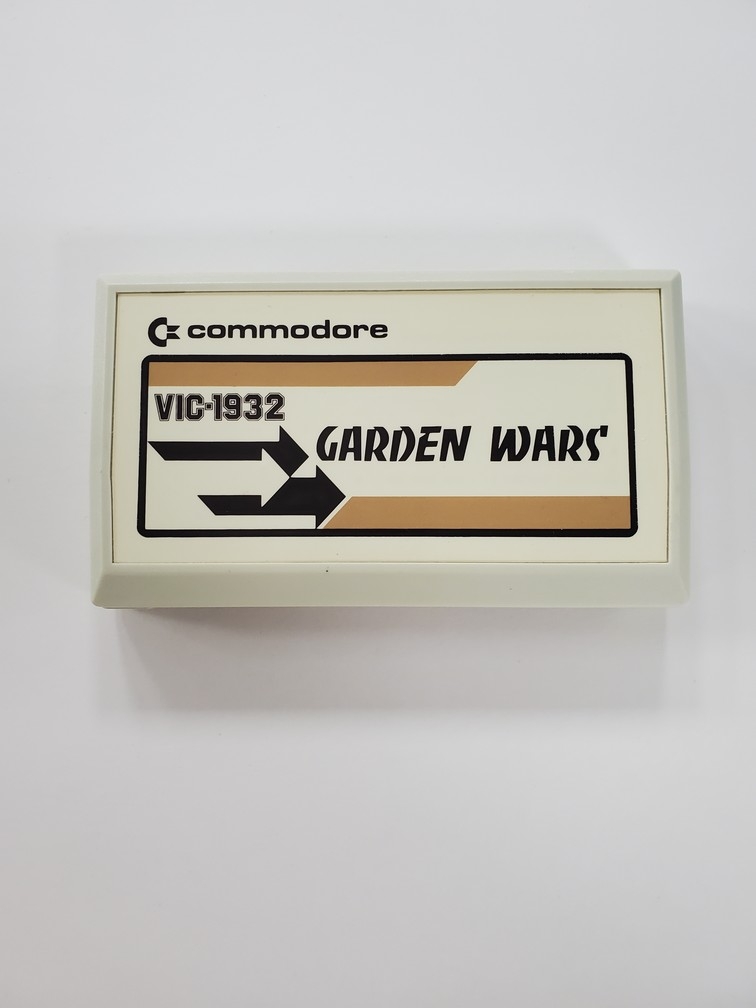 commodore
VIC-1932
GARDEN WARS